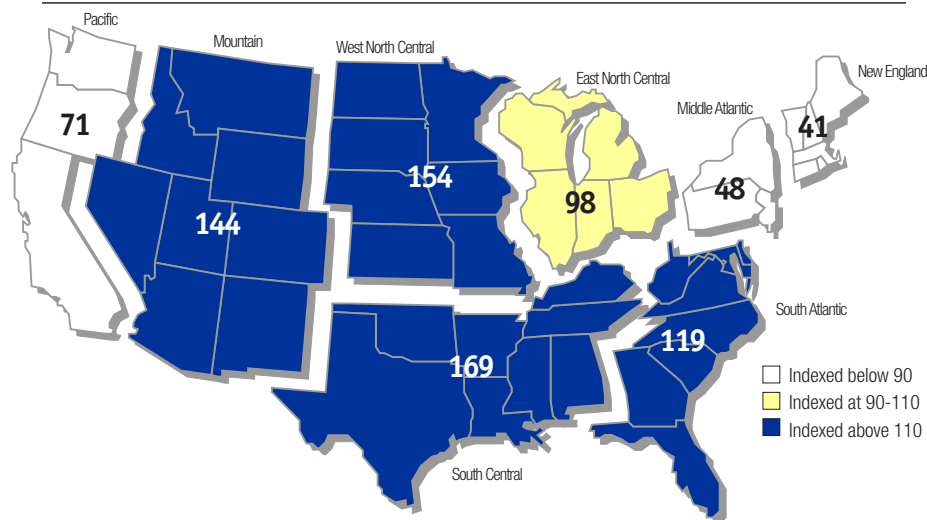 Pacific
Mountain
West North Central
East North Central
New England
Middle Atlantic
71
41
154
48
98
144
South Atlantic
119
169
Indexed below 90
Indexed at 90-110
Indexed above 110
South Central